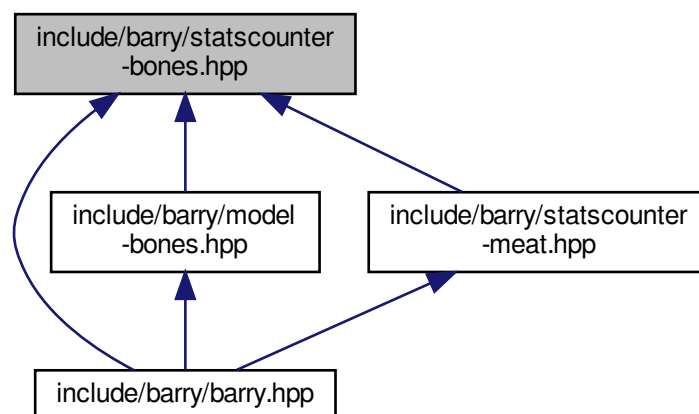 include/barry/statscounter
-bones.hpp
include/barry/model
-bones.hpp
include/barry/statscounter
-meat.hpp
include/barry/barry.hpp